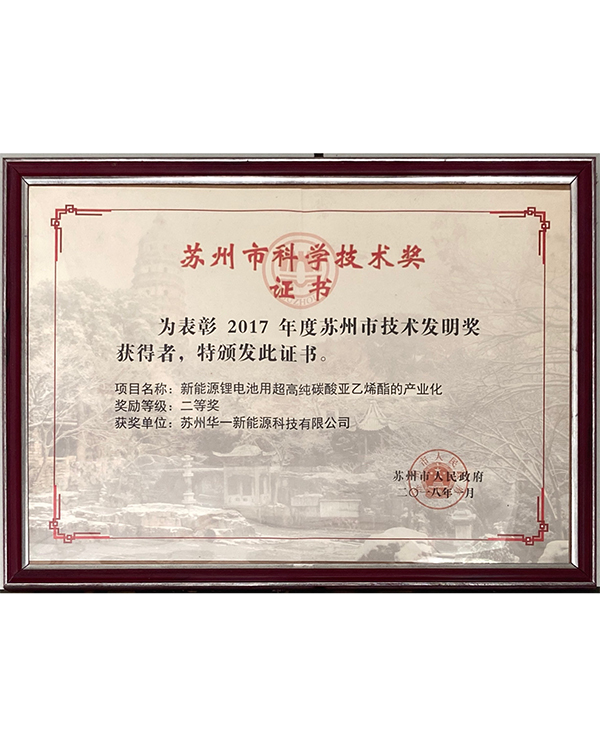 苏州市科学技术奖
证书
为表彰 2017 年度苏州市技术发明奖
获得者，特颁发此证书。
项目名称：新能源锂电池用超高纯碳酸亚乙烯酯的产业化
奖励等级：二等奖
获奖单位：苏州华一新能源科技有限公司
苏州市人民政府
二〇一八年一月